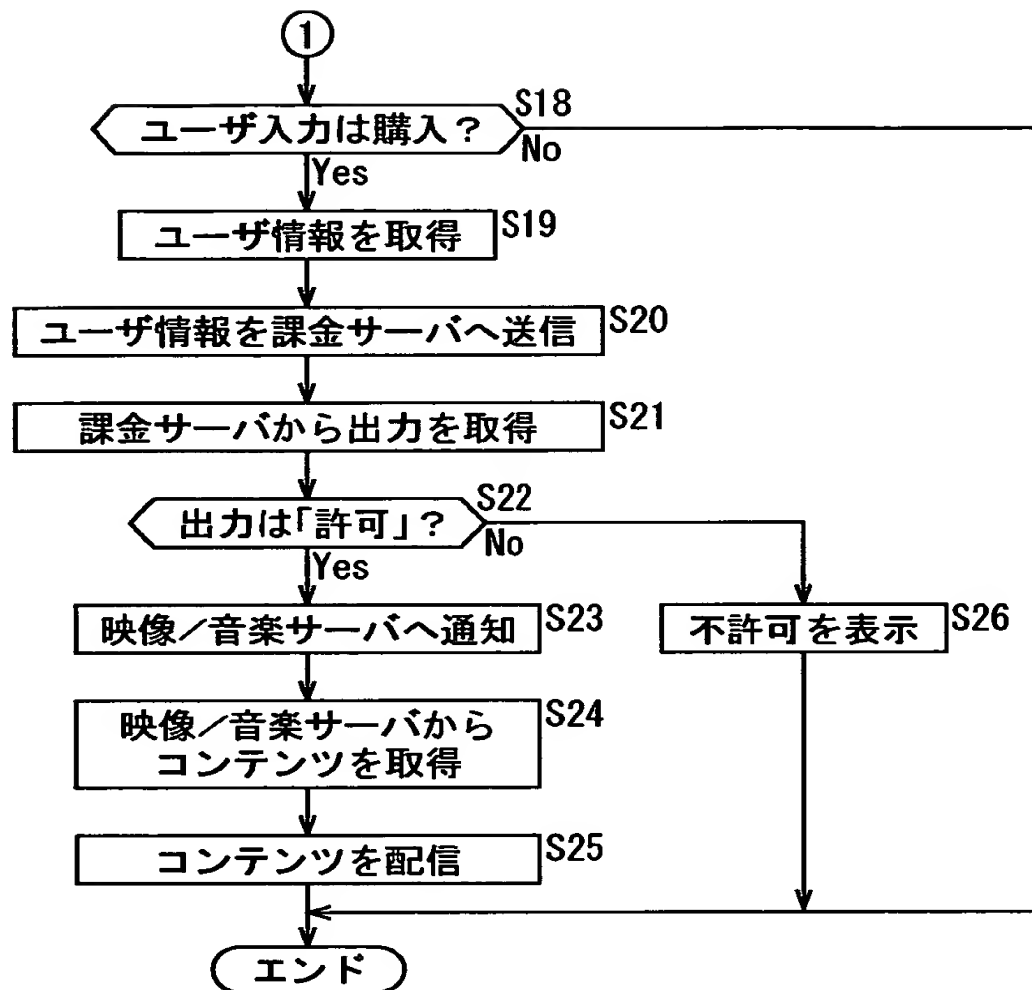 1
ユーザ入力は購入?
S18
No
Yes
ユーザ情報を取得
S19
ユーザ情報を課金サーバへ送信
S20
課金サーバから出力を取得
S21
出力は「許可」?
S22
No
Yes
映像/音楽サーバへ通知
S23
不許可を表示
S26
映像/音楽サーバから
コンテンツを取得
S24
コンテンツを配信
S25
エンド